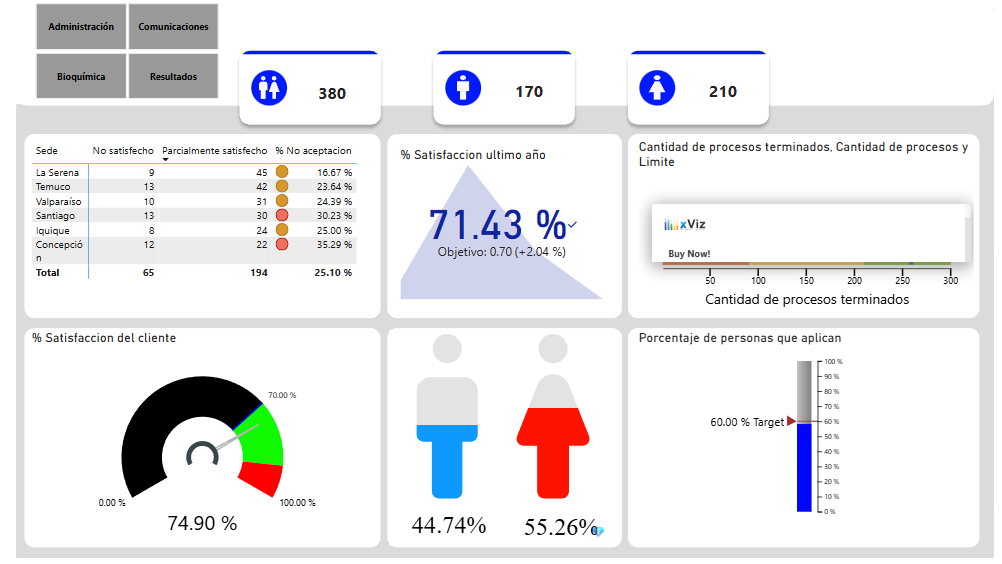 Administración
Comunicaciones
Bioquímica
Resultados
380
170
210
Sede No satisfecho Parcialmente satisfecho % No aceptacion
La Serena 9 45 16.67 %
Temuco 13 42 23.64 %
Valparaíso 10 31 24.39 %
Santiago 13 30 30.23 %
Iquique 8 24 25.00 %
Concepció 12 22 35.29 %
n
Total 65 194 25.10 %
% Satisfaccion ultimo año
71.43 %
Objetivo: 0.70 (+2.04 %)
Cantidad de procesos terminados, Cantidad de procesos y
Limite
xViz
Buy Now!
50 100 150 200 250 300
Cantidad de procesos terminados
% Satisfaccion del cliente
70.00 %
0.00 %
100.00 %
74.90 %
44.74%
55.26%
Porcentaje de personas que aplican
100 %
90 %
80 %
70 %
60.00 % Target
60 %
50 %
40 %
30 %
20 %
10 %
0 %